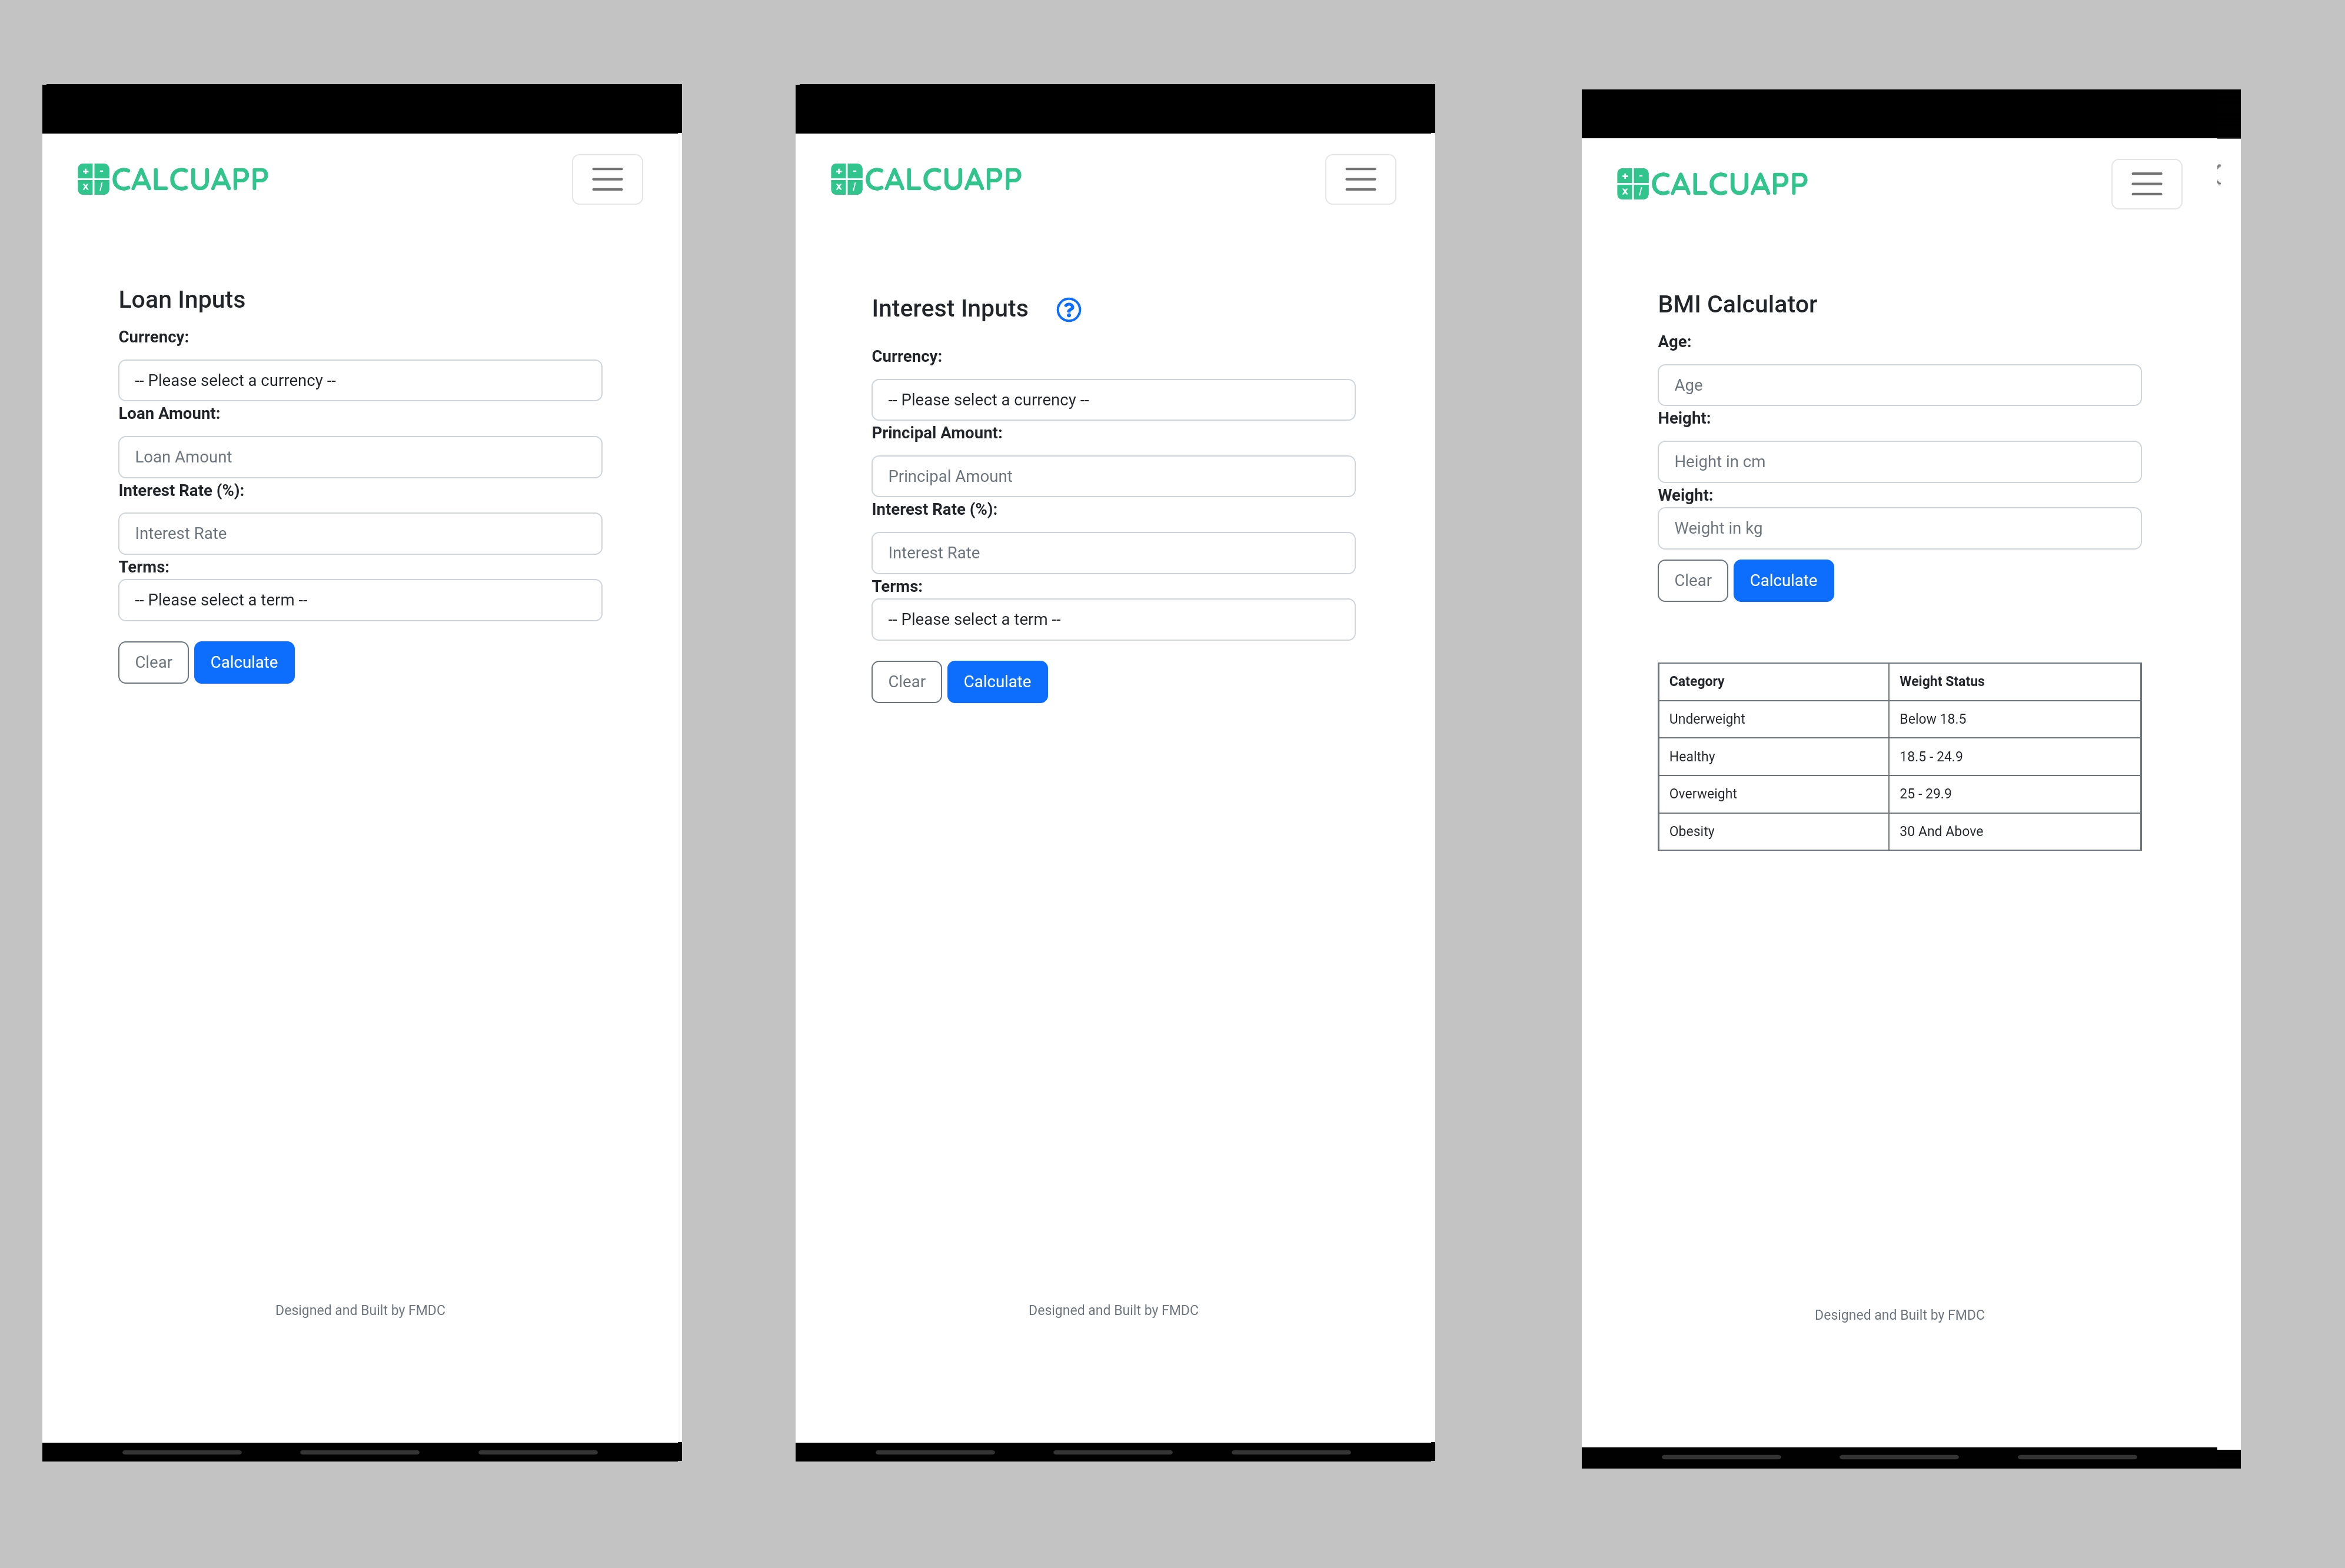 CALCUAPP
Loan Inputs
Currency:
-- Please select a currency --
Loan Amount:
Loan Amount
Interest Rate (%):
Interest Rate
Terms:
-- Please select a term --
Clear Calculate
Designed and Built by FMDC
CALCUAPP
Interest Inputs ?
Currency:
-- Please select a currency --
Principal Amount:
Principal Amount
Interest Rate (%):
Interest Rate
Terms:
-- Please select a term --
Clear Calculate
Designed and Built by FMDC
CALCUAPP
BMI Calculator
Age:
Age
Height:
Height in cm
Weight:
Weight in kg
Clear Calculate
Category Weight Status
Underweight Below 18.5
Healthy 18.5 - 24.9
Overweight 25 - 29.9
Obesity 30 And Above
Designed and Built by FMDC